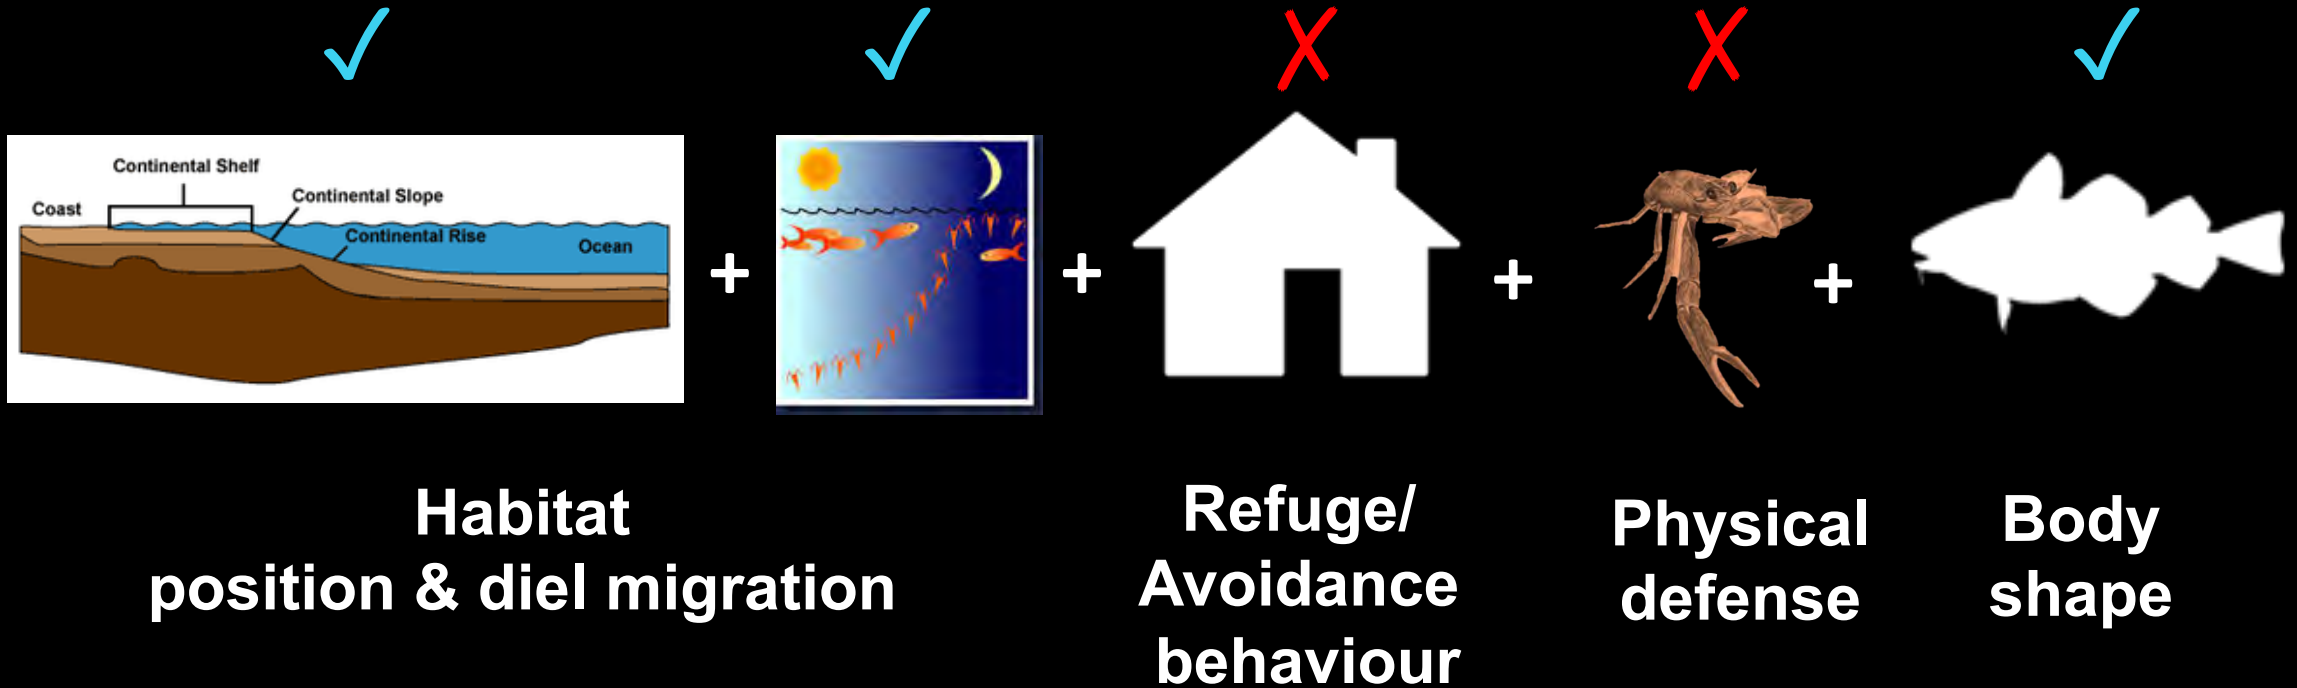 Continental Shelf
Continental Slope
Coast
Continental Rise
Ocean
+
+
+
+
Habitat
position & diel migration
Refuge/
Avoidance
behaviour
Physical
defense
Body
shape